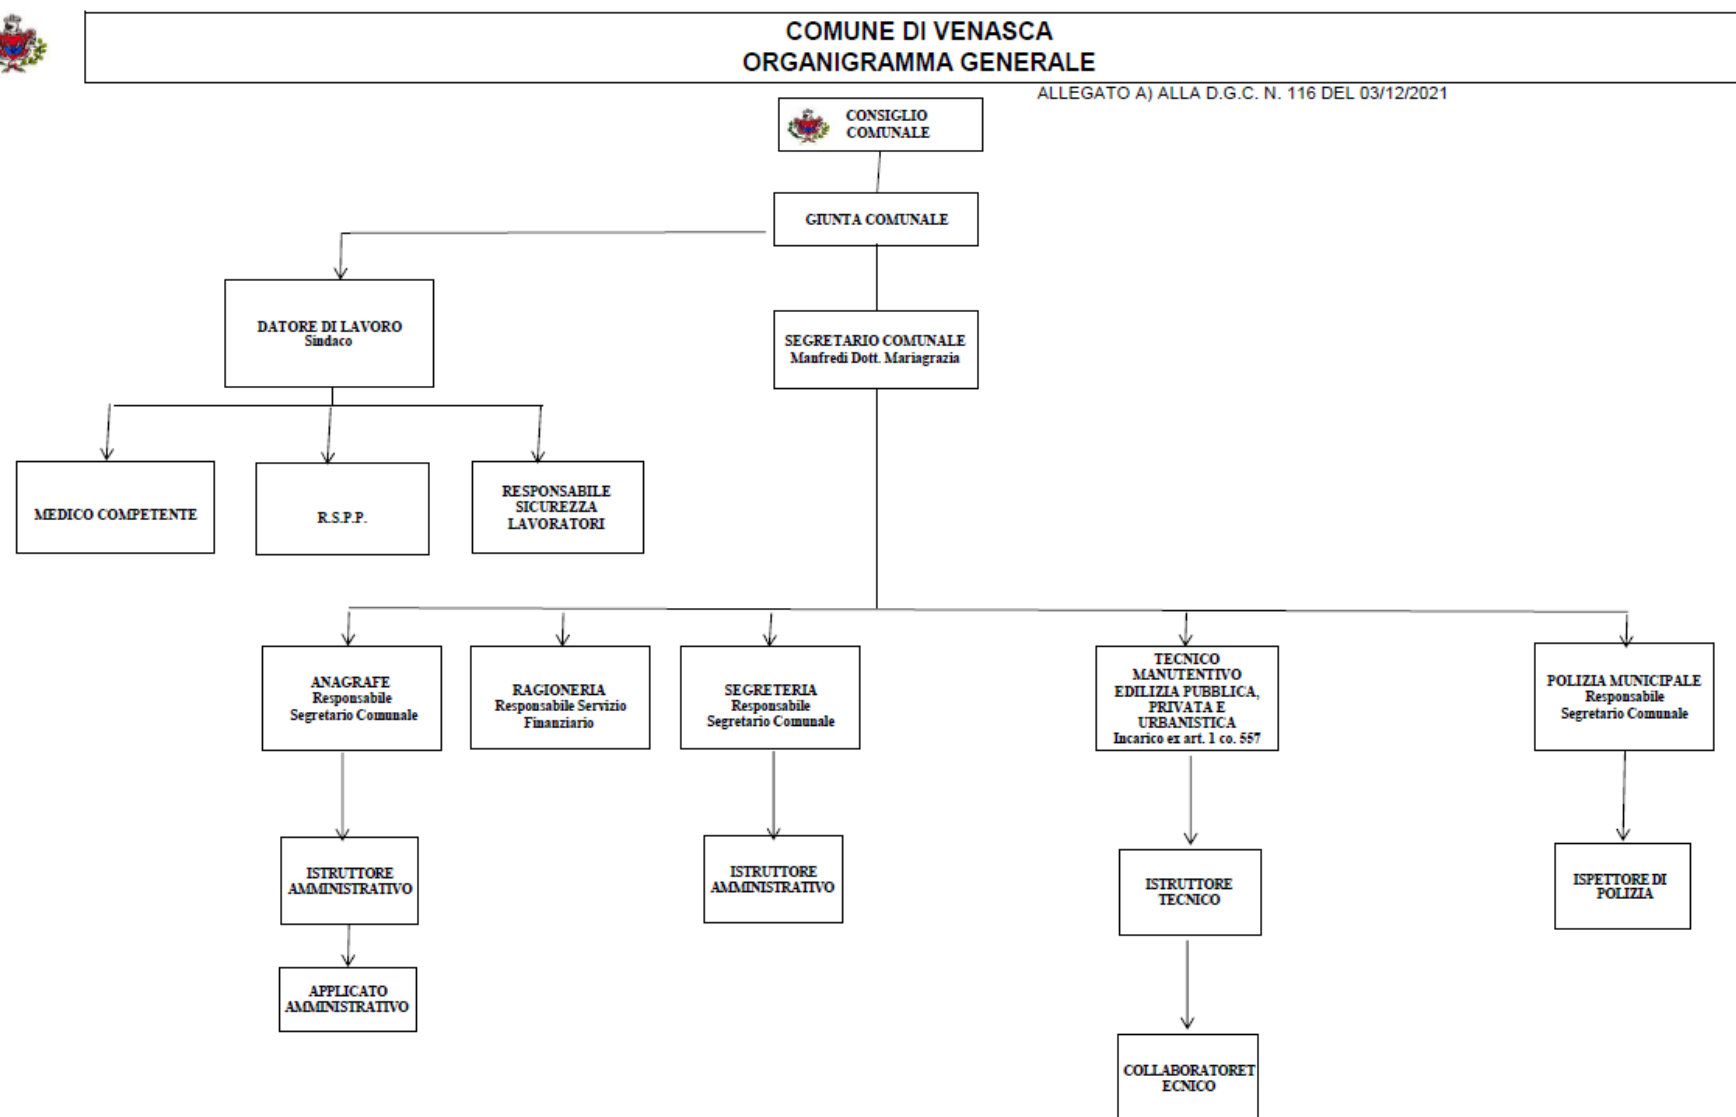 COMUNE DI VENASCA
ORGANIGRAMMA GENERALE
ALLEGATO A) ALLA D.G.C. N. 116 DEL 03/12/2021
CONSIGLIO
COMUNALE
GIUNTA COMUNALE
DATORE DI LAVORO
Sindaco
SEGRETARIO COMUNALE
Manfredi Dott. Mariagrazia
MEDICO COMPETENTE
R.S.P.P.
RESPONSABILE
SICUREZZA
LAVORATORI
ANAGRAFE
Responsabile
Segretario Comunale
RAGIONERIA
Responsabile Servizio
Finanziario
SEGRETERIA
Responsabile
Segretario Comunale
TECNICO
MANUTENTIVO
EDILIZIA PUBBLICA,
PRIVATA E
URBANISTICA
Incarico ex art. 1 co. 557
POLIZIA MUNICIPALE
Responsabile
Segretario Comunale
ISTRUTTORE
AMMINISTRATIVO
ISTRUTTORE
AMMINISTRATIVO
ISTRUTTORE
TECNICO
ISPETTORE DI
POLIZIA
APPLICATO
AMMINISTRATIVO
COLLABORATORET
ECNICO